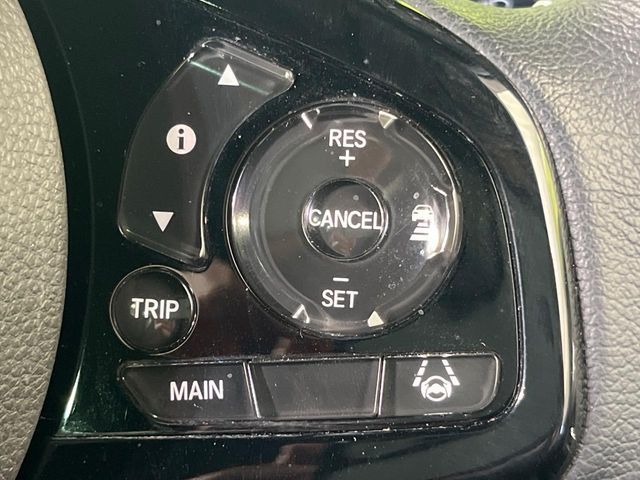 i
RES
+
CANCEL
−
SET
TRIP
MAIN